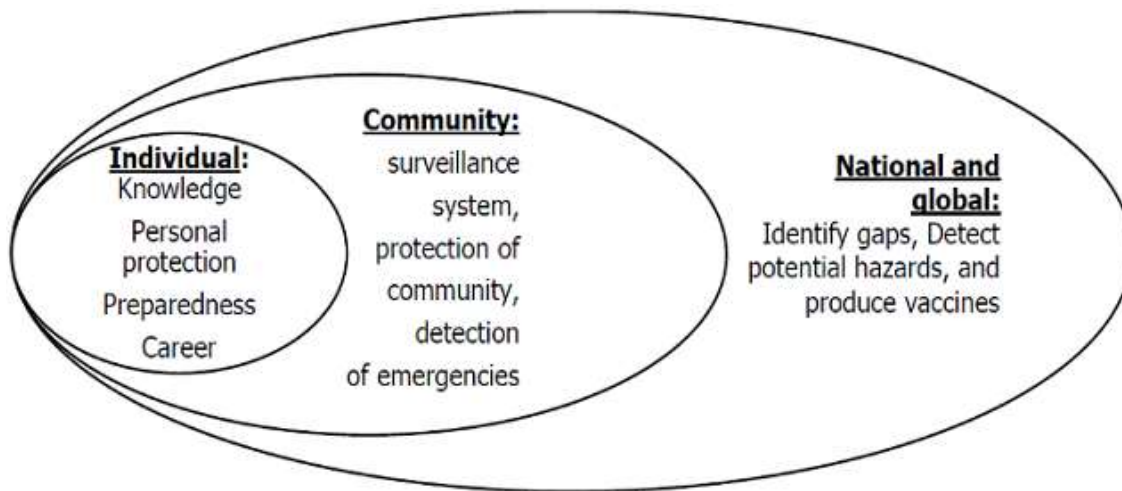 Individual:
Knowledge
Personal
protection
Preparedness
Career
Community:
surveillance
system,
protection of
community,
detection
of emergencies
National and
global:
Identify gaps, Detect
potential hazards, and
produce vaccines